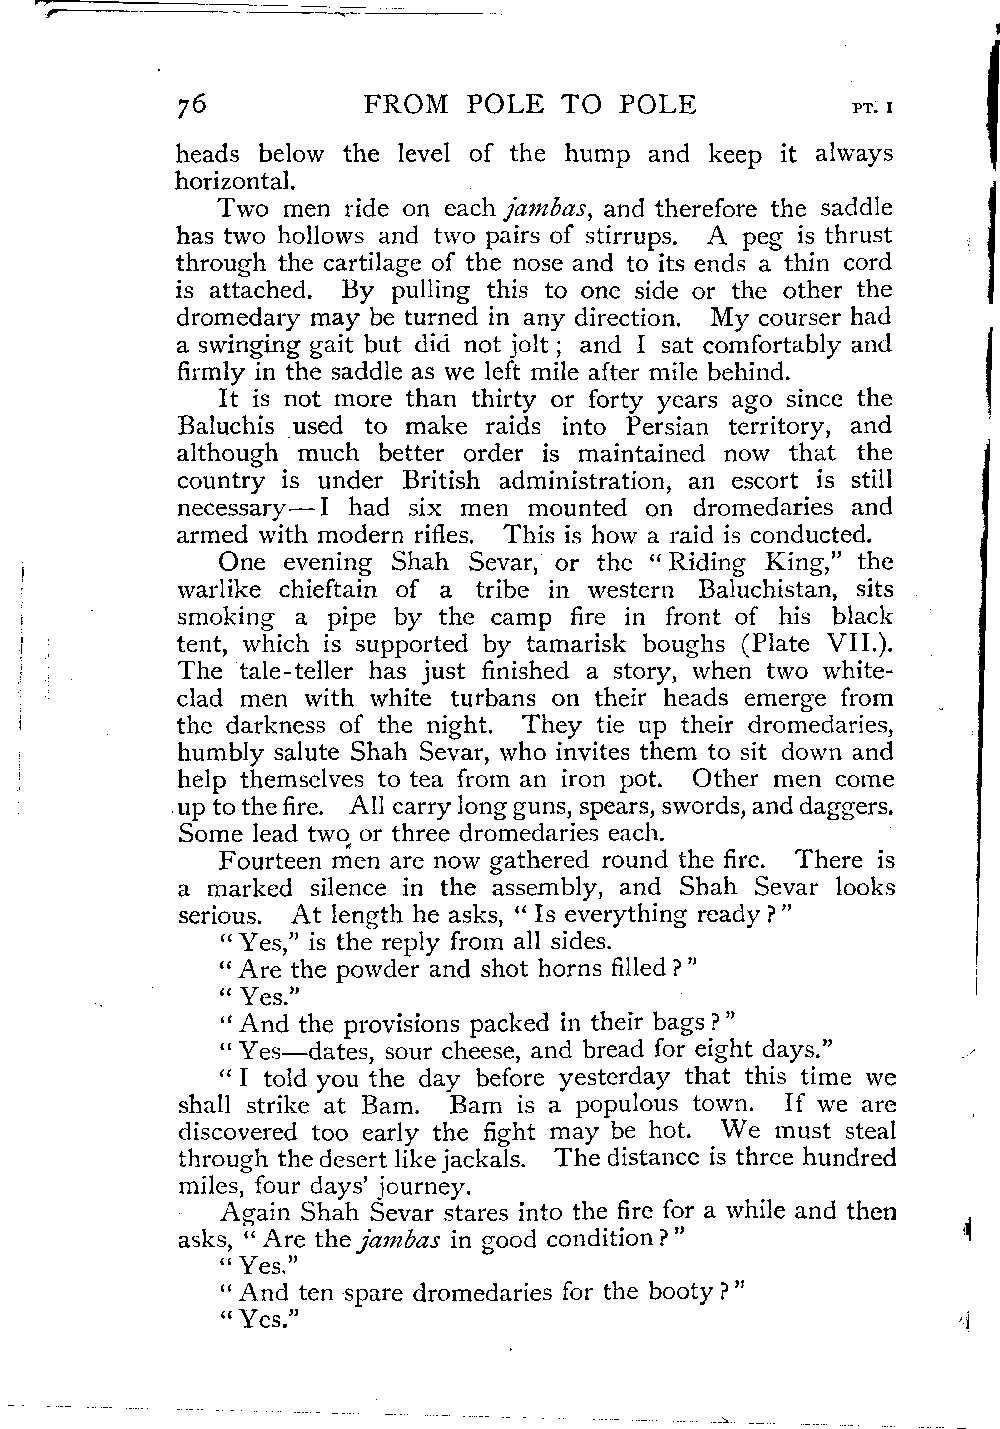 76 FROM POLE TO POLE PT. I
heads below the level of the hump and keep it always
horizontal.
Two men ride on each jambas, and therefore the saddle
has two hollows and two pairs of stirrups. A peg is thrust
through the cartilage of the nose and to its ends a thin cord
is attached. By pulling this to one side or the other the
dromedary may be turned in any direction. My courser had
a swinging gait but did not jolt; and I sat comfortably and
firmly in the saddle as we left mile after mile behind.
It is not more than thirty or forty years ago since the
Baluchis used to make raids into Persian territory, and
although much better order is maintained now that the
country is under British administration, an escort is still
necessary—I had six men mounted on dromedaries and
armed with modern rifles. This is how a raid is conducted.
One evening Shah Sevar, or the "Riding King," the
warlike chieftain of a tribe in western Baluchistan, sits
smoking a pipe by the camp fire in front of his black
tent, which is supported by tamarisk boughs (Plate VII.).
The tale-teller has just finished a story, when two white-
clad men with white turbans on their heads emerge from
the darkness of the night. They tie up their dromedaries,
humbly salute Shah Sevar, who invites them to sit down and
help themselves to tea from an iron pot. Other men come
up to the fire. All carry long guns, spears, swords, and daggers.
Some lead two or three dromedaries each.
Fourteen men are now gathered round the fire. There is
a marked silence in the assembly, and Shah Sevar looks
serious. At length he asks, "Is everything ready?"
"Yes," is the reply from all sides.
"Are the powder and shot horns filled?"
"Yes."
"And the provisions packed in their bags?"
"Yes—dates, sour cheese, and bread for eight days."
"I told you the day before yesterday that this time we
shall strike at Bam. Bam is a populous town. If we are
discovered too early the fight may be hot. We must steal
through the desert like jackals. The distance is three hundred
miles, four days' journey.
Again Shah Sevar stares into the fire for a while and then
asks, "Are the jambas in good condition?"
"Yes."
"And ten spare dromedaries for the booty?"
"Yes."